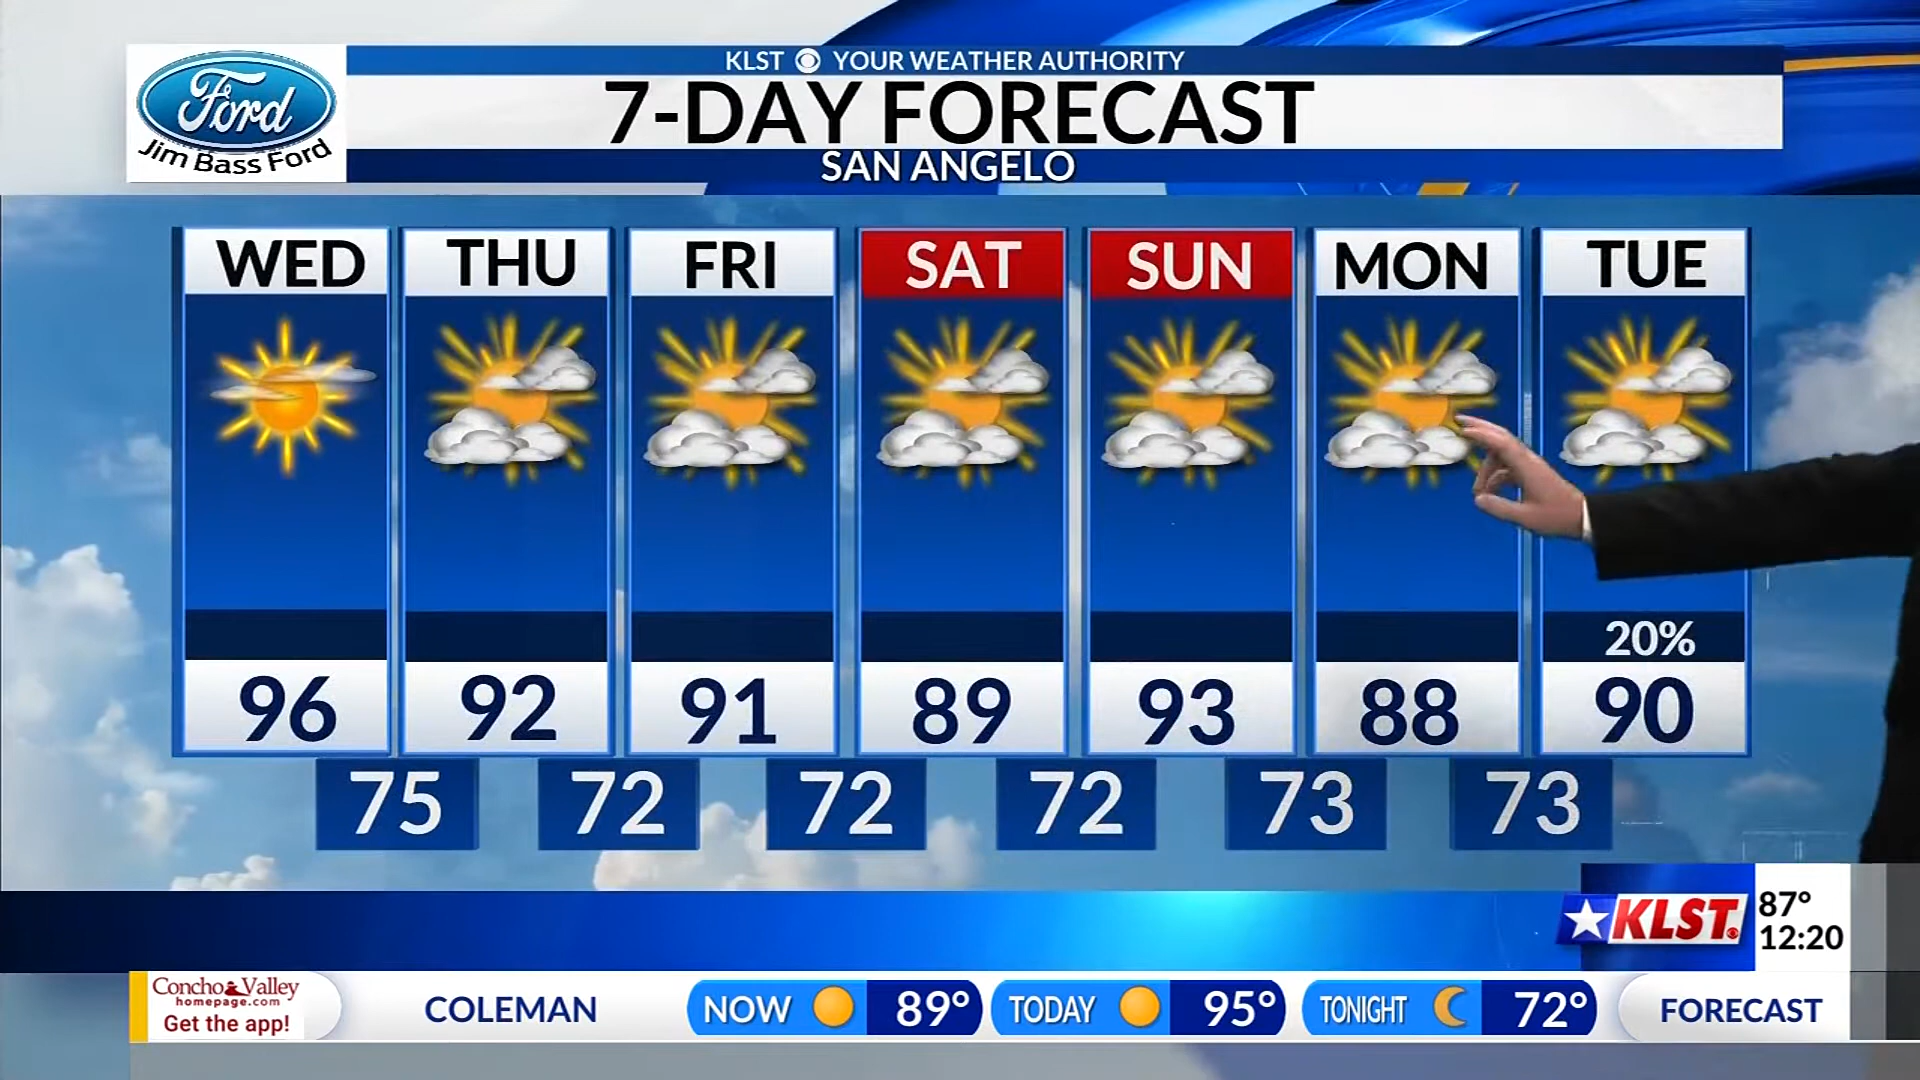 KLST YOUR WEATHER AUTHORITY
Ford
Jim Bass Ford
7-DAY FORECAST
SAN ANGELO
WED THU FRI SAT SUN MON TUE
20%
96 92 91 89 93 88 90
75 72 72 72 73 73
KLST
87°
12:20
Concho Valley
homepage.com
Get the app!
COLEMAN NOW 89° TODAY 95° TONIGHT 72° FORECAST